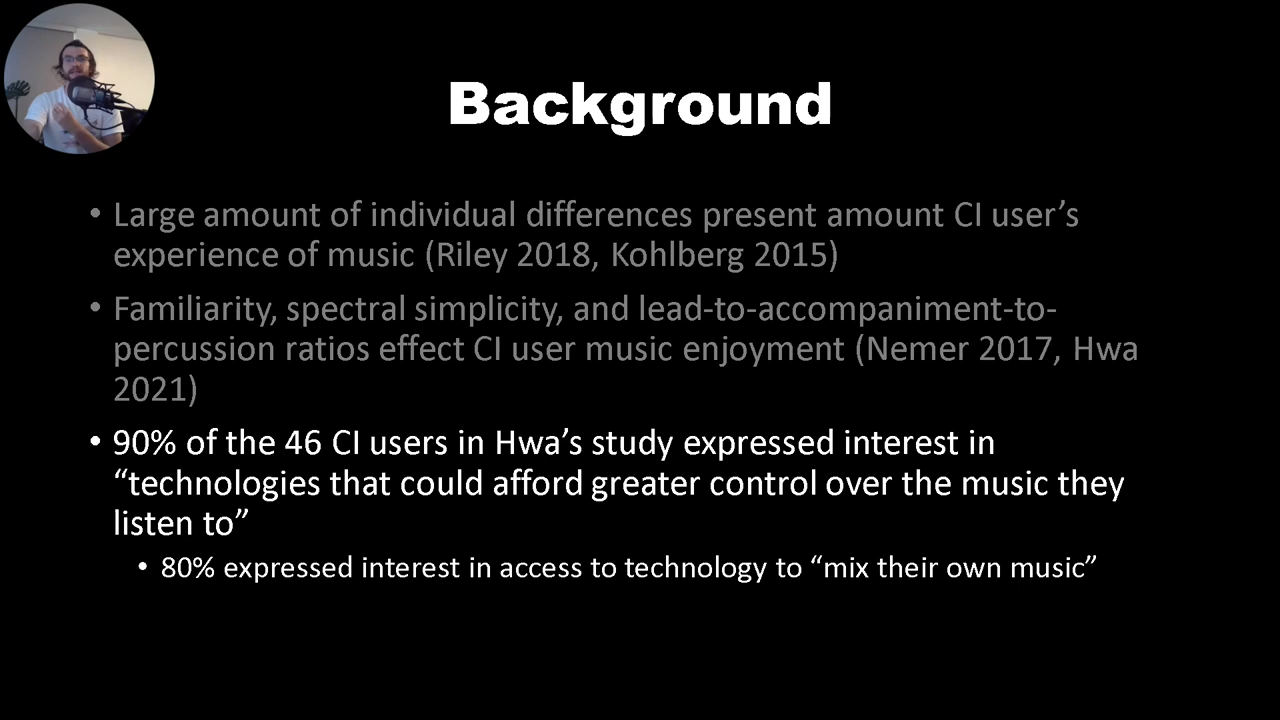 Background
• Large amount of individual differences present amount CI user’s
experience of music (Riley 2018, Kohlberg 2015)
• Familiarity, spectral simplicity, and lead-to-accompaniment-to-
percussion ratios effect CI user music enjoyment (Nemer 2017, Hwa
2021)
• 90% of the 46 CI users in Hwa’s study expressed interest in
“technologies that could afford greater control over the music they
listen to”
• 80% expressed interest in access to technology to “mix their own music”